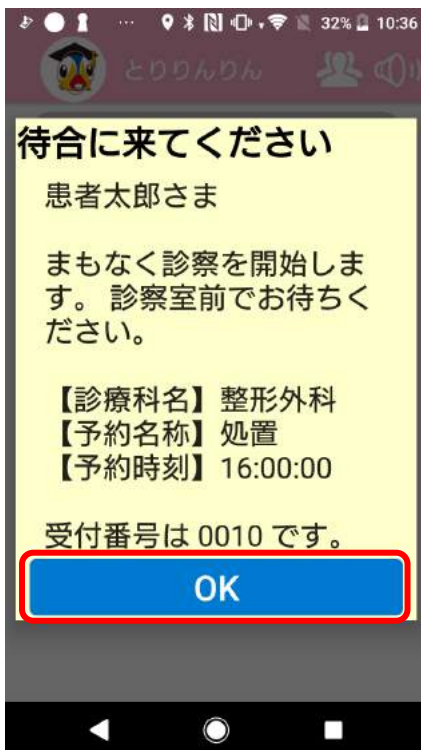 32% 10:36
とりりんりん
待合に来てください
患者太郎さま
まもなく診察を開始しま
す。 診察室前でお待ちく
ださい。
【診療科名】整形外科
【予約名称】処置
【予約時刻】16:00:00
受付番号は 0010 です。
OK